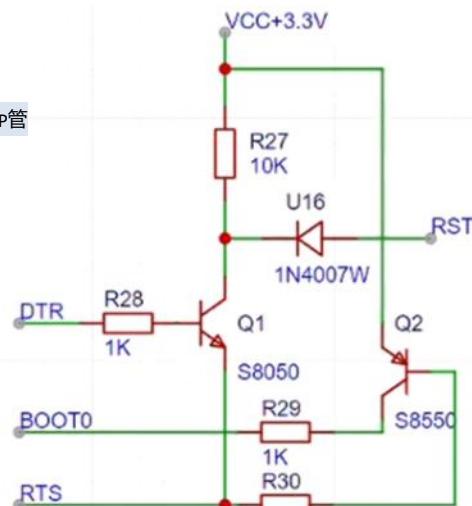 VCC+3.3V
P管
R27
10K
U16
RST
1N4007W
DTR
R28
1K
Q1
Q2
S8050
S8550
BOOT0
R29
1K
RTS
R30